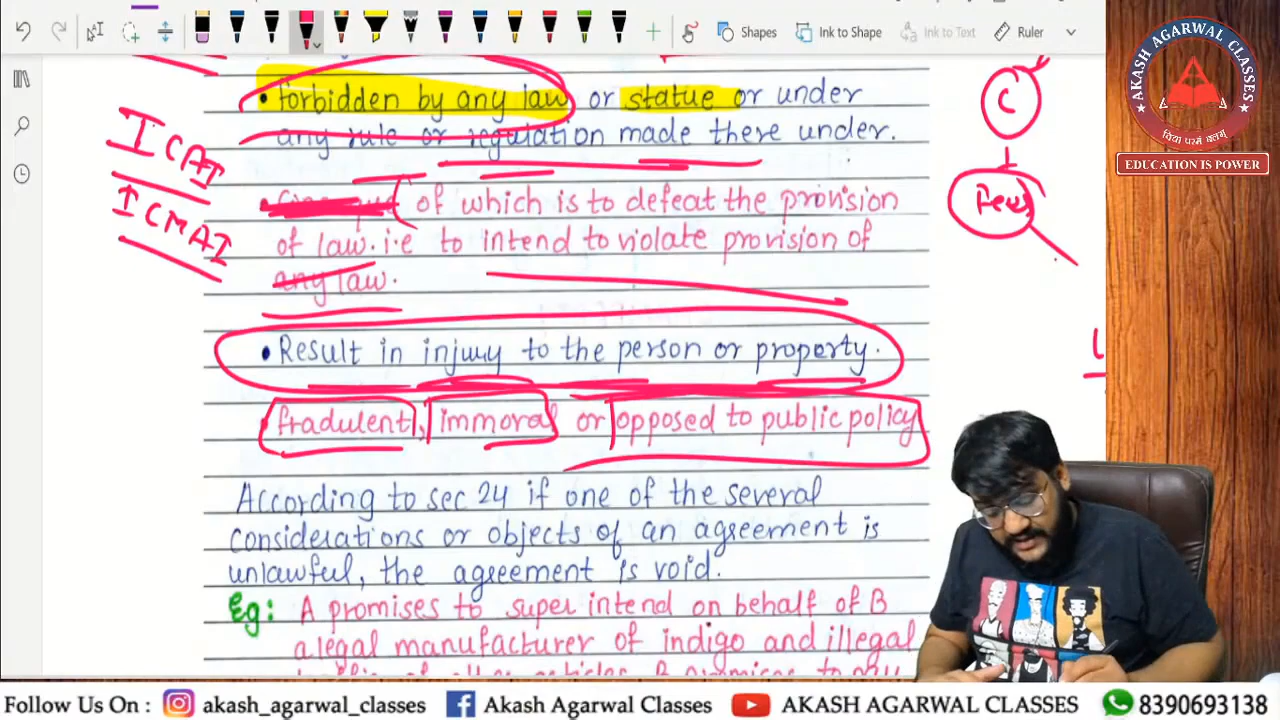 Shapes
Ink to Shape
Ink to Text
Ruler
• forbidden by any law or statue or under
any rule or regulation made there under.
ICAI
ICMAI
of which is to defeat the provision
of law. i.e to intend to violate provision of
any law.
• Result in injury to the person or property.
fradulent, immoral or opposed to public policy
According to sec 24 if one of the several
considerations or objects of an agreement is
unlawful, the agreement is void.
Eg: A promises to super intend on behalf of B
a legal manufacturer of indigo and illegal
C
AKASH AGARWAL CLASSES
विद्या परमं बलम्
EDUCATION IS POWER
Follow Us On : akash_agarwal_classes Akash Agarwal Classes AKASH AGARWAL CLASSES 8390693138